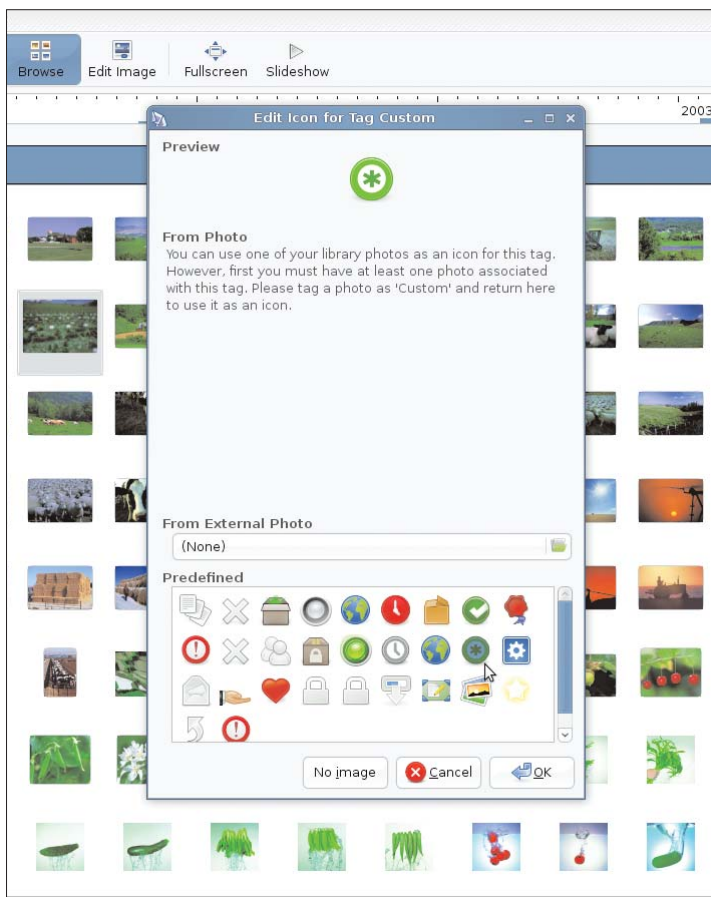 Browse
Edit Image
Fullscreen
Slideshow
2003
Edit Icon for Tag Custom
Preview
From Photo
You can use one of your library photos as an icon for this tag.
However, first you must have at least one photo associated
with this tag. Please tag a photo as 'Custom' and return here
to use it as an icon.
From External Photo
(None)
Predefined
No image
Cancel
OK